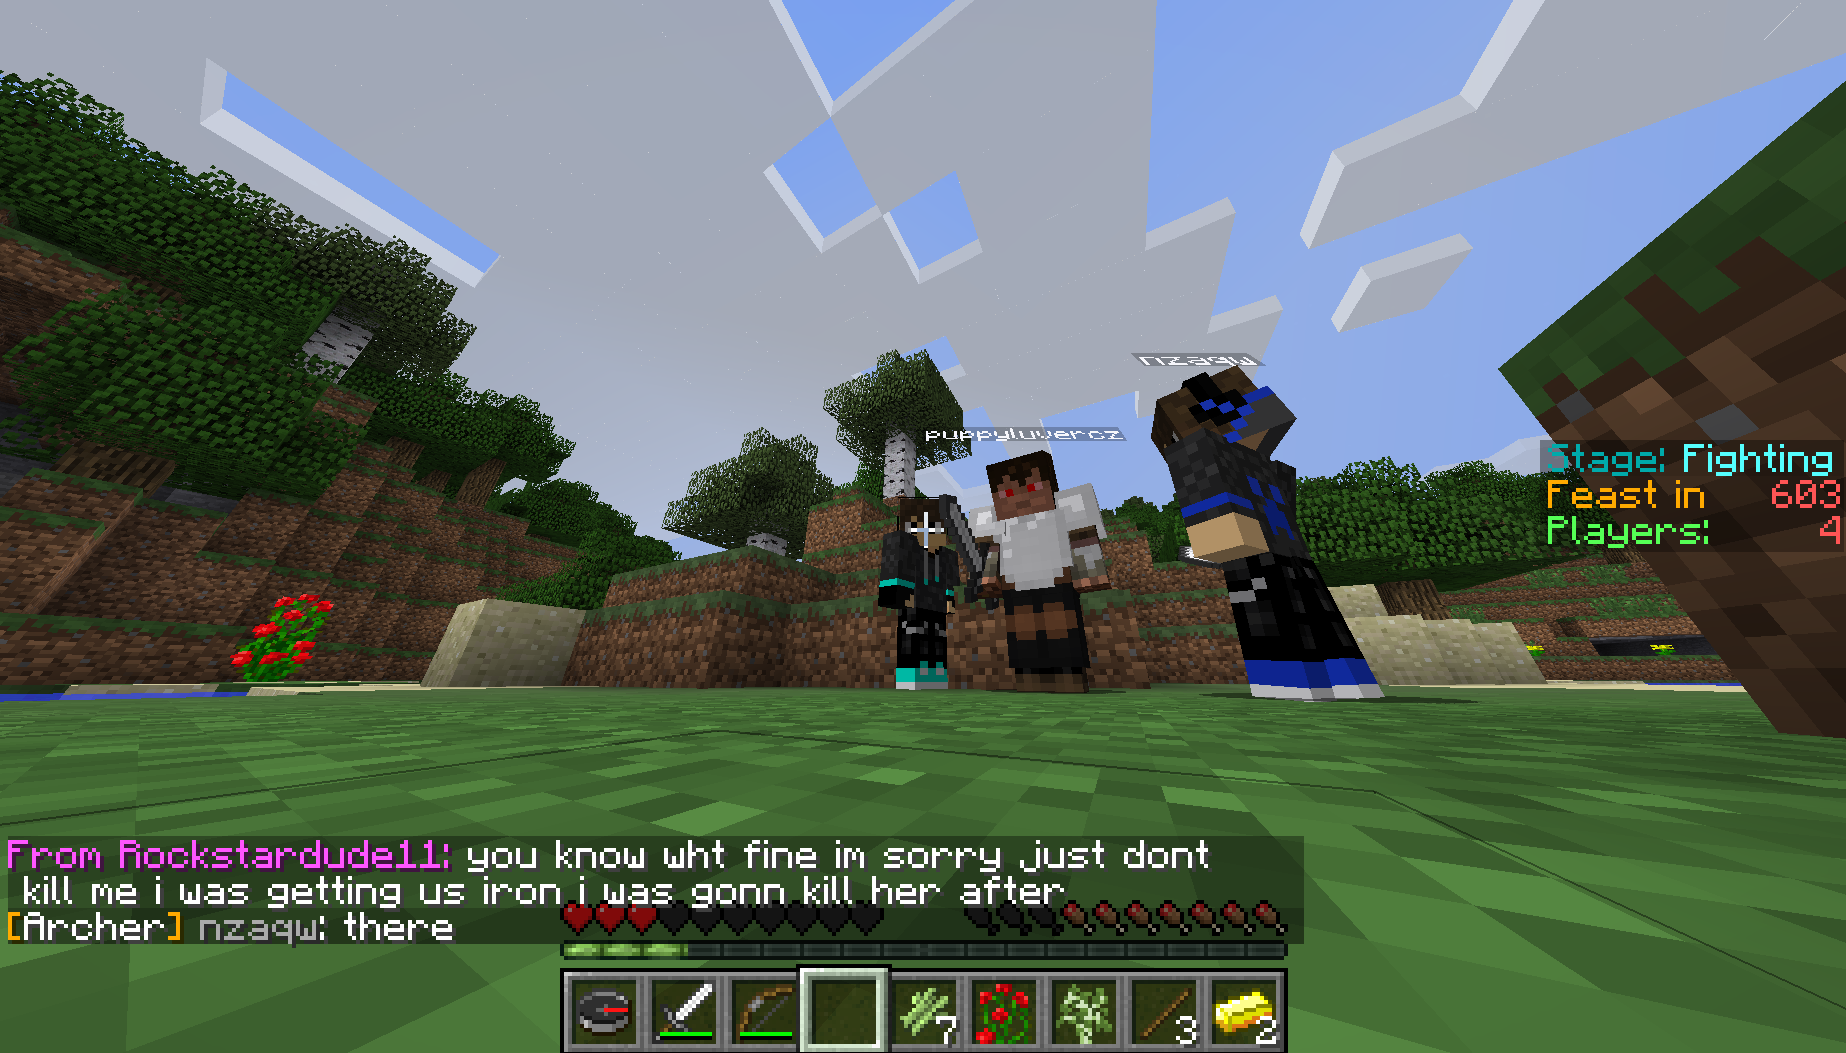 nzaqw
puppyluvercz
Stage: Fighting
Feast in 603
Players: 4
From Rockstardude11: you know wht fine im sorry just dont
kill me i was getting us iron i was gonn kill her after
[Archer] nzaqw: there
7
3
2